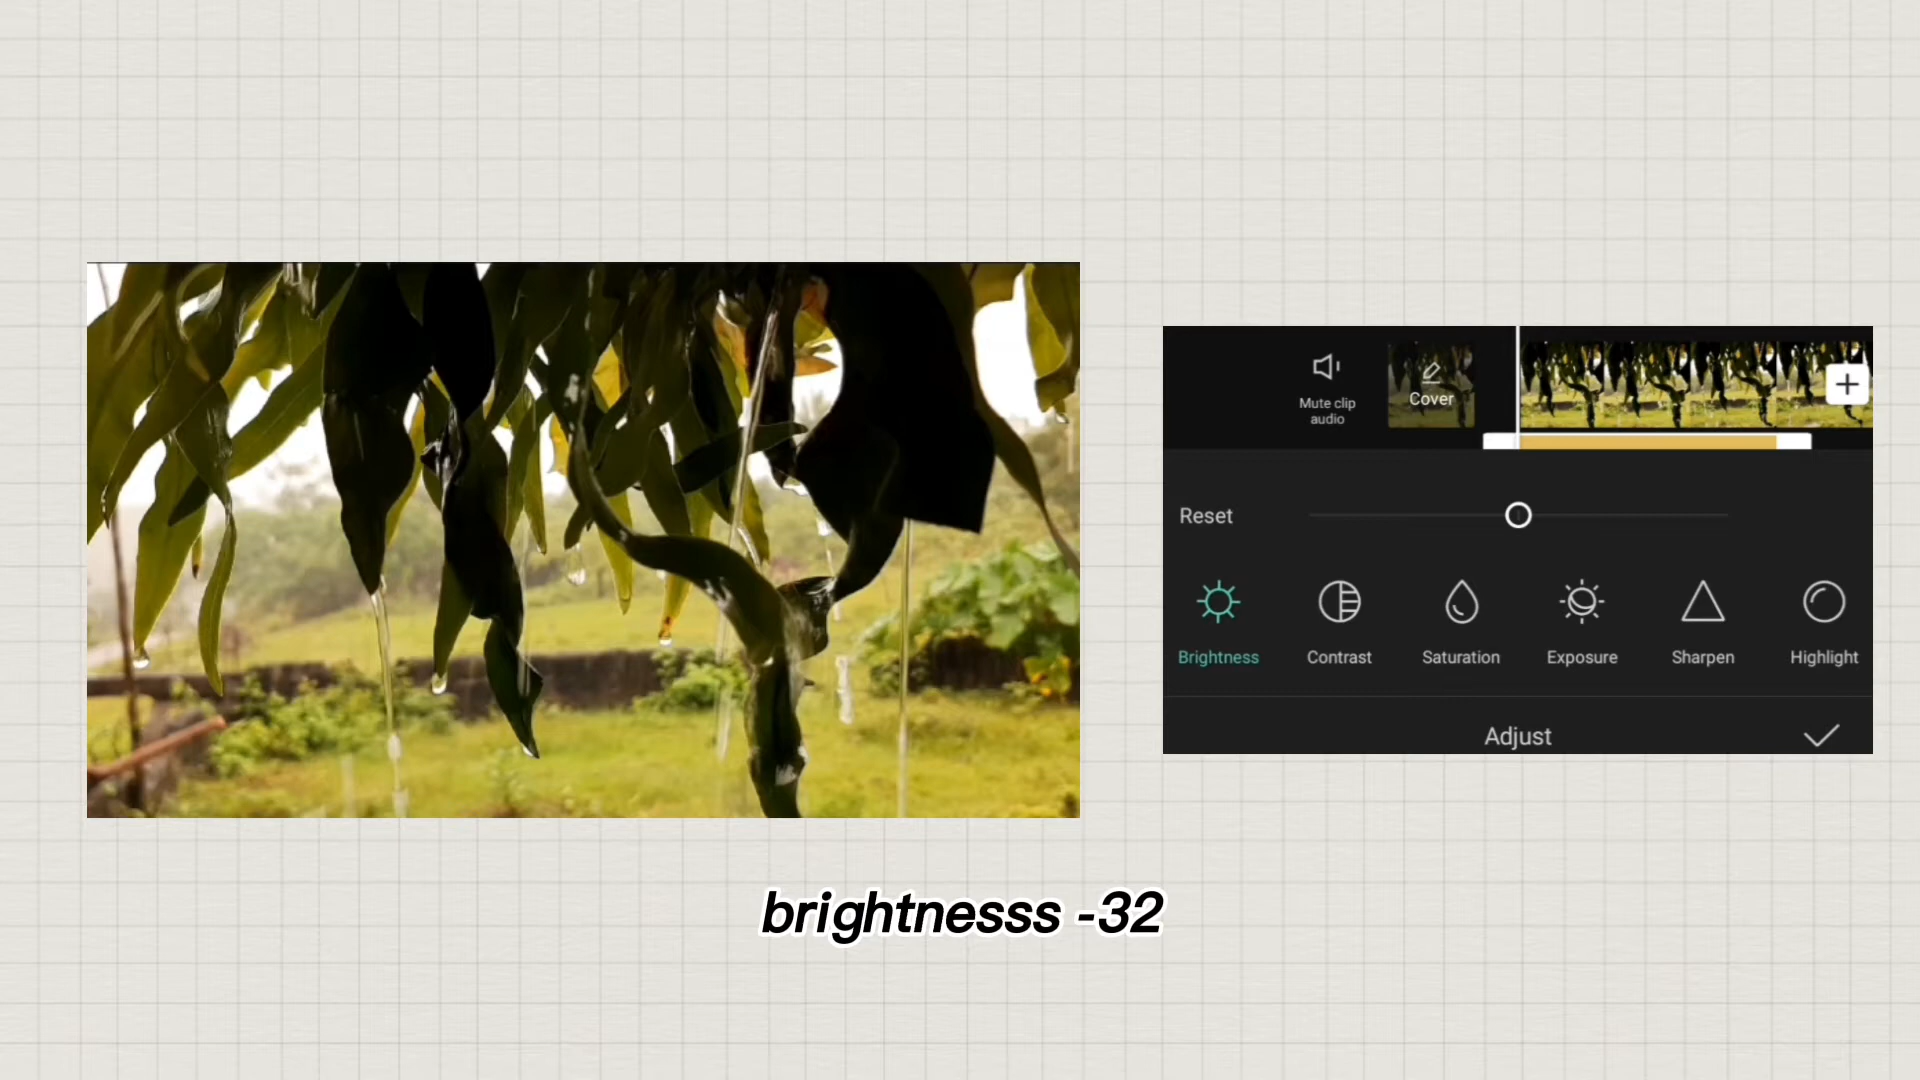 Mute clip
audio
Cover
Reset
Brightness
Contrast
Saturation
Exposure
Sharpen
Highlight
Adjust
brightnesss -32